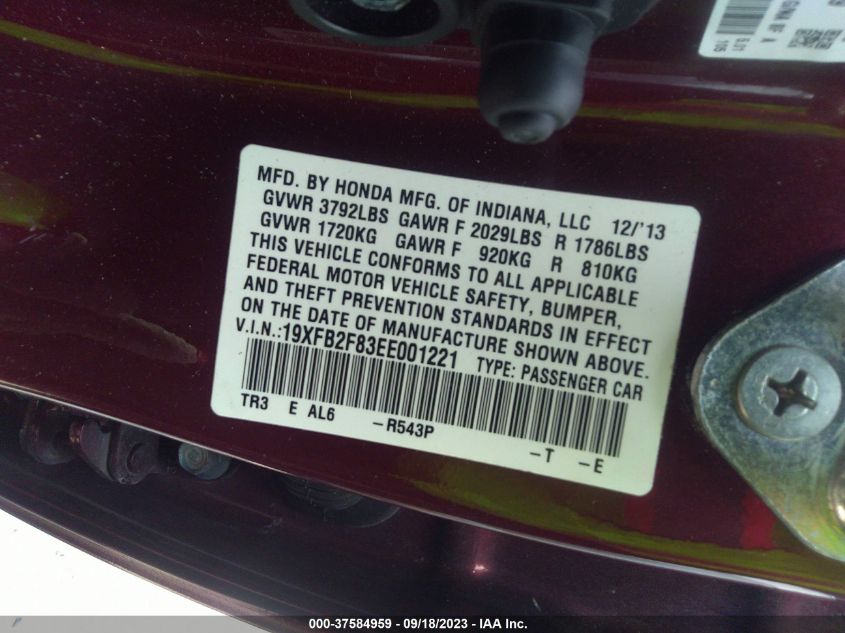 MFD. BY HONDA MFG. OF INDIANA, LLC 12/'13
GVWR 3792LBS GAWR F 2029LBS R 1786LBS
GVWR 1720KG GAWR F 920KG R 810KG
THIS VEHICLE CONFORMS TO ALL APPLICABLE
FEDERAL MOTOR VEHICLE SAFETY, BUMPER,
AND THEFT PREVENTION STANDARDS IN EFFECT
ON THE DATE OF MANUFACTURE SHOWN ABOVE.
V.I.N.:19XFB2F83EE001221 TYPE: PASSENGER CAR
TR3 E AL6 -R543P -T -E
000-37584959 - 09/18/2023 - IAA Inc.